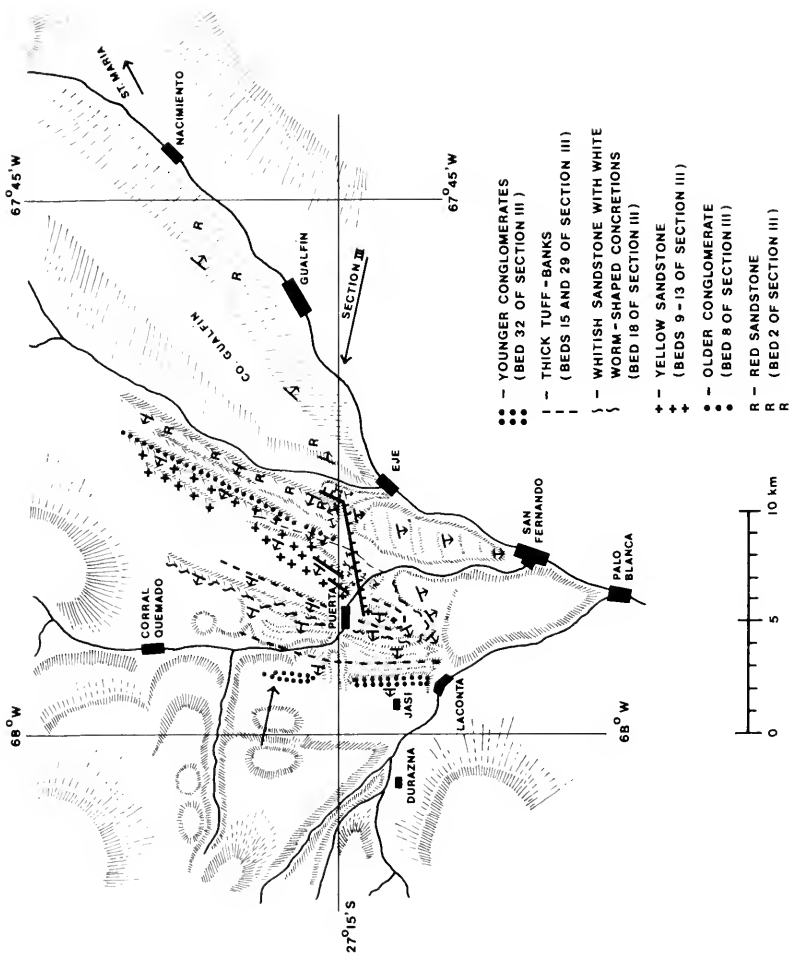 ST. MARIA
NACIMIENTO
67°45'W
GUALFIN
CO. GUALFIN
SECTION III
67°45'W
EJE
SAN
FERNANDO
PALO
BLANCA
CORRAL
QUEMADO
PUERTA
68°W
JASI
LACONTA
DURAZNA
68°W
27°15'S
YOUNGER CONGLOMERATES
(BED 32 OF SECTION III)
THICK TUFF-BANKS
(BEDS 15 AND 29 OF SECTION III)
WHITISH SANDSTONE WITH WHITE
WORM-SHAPED CONCRETIONS
(BED 18 OF SECTION III)
YELLOW SANDSTONE
(BEDS 9-13 OF SECTION III)
OLDER CONGLOMERATE
(BED 8 OF SECTION III)
R - RED SANDSTONE
R (BED 2 OF SECTION III)
R
0 5 10 km
R
R
R
R
R
R
R
R